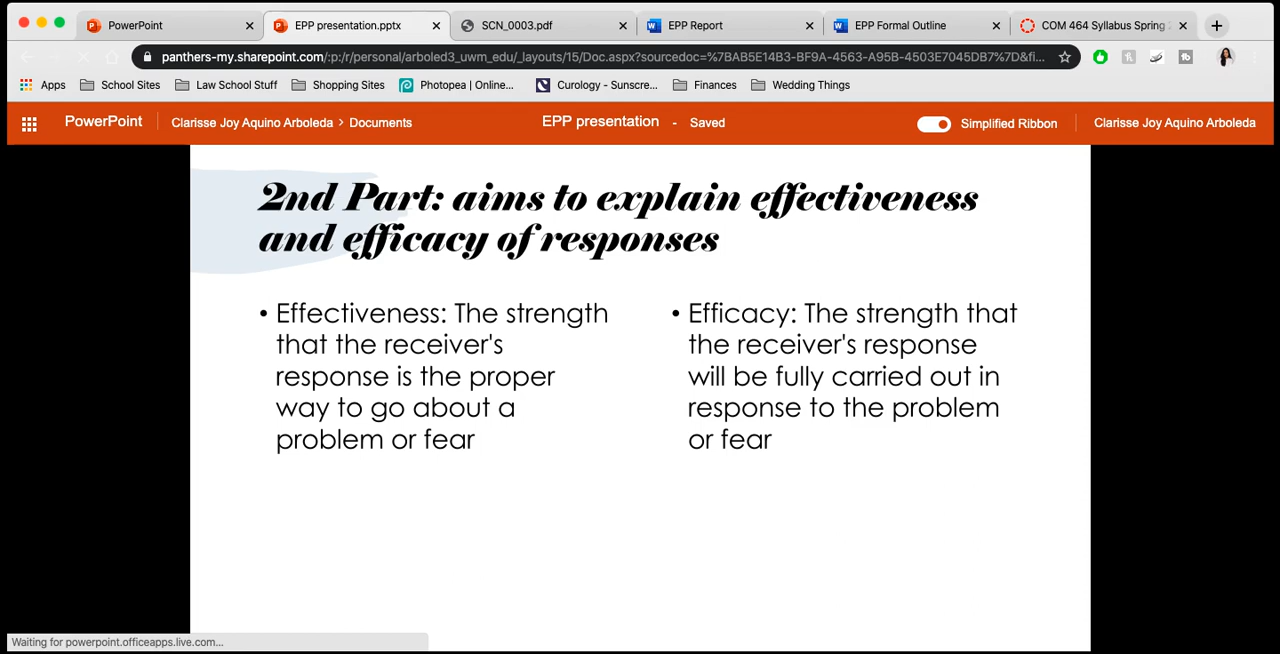 PowerPoint
EPP presentation.pptx
SCN_0003.pdf
EPP Report
EPP Formal Outline
COM 464 Syllabus Spring 2
panthers-my.sharepoint.com/:p:/r/personal/arboled3_uwm_edu/_layouts/15/Doc.aspx?sourcedoc=%7BAB5E14B3-BF9A-4563-A95B-4503E7045DB7%7D&fi...
Apps
School Sites
Law School Stuff
Shopping Sites
Photopea | Online...
Curology - Sunscre...
Finances
Wedding Things
PowerPoint
Clarisse Joy Aquino Arboleda > Documents
EPP presentation - Saved
Simplified Ribbon
Clarisse Joy Aquino Arboleda
2nd Part: aims to explain effectiveness
and efficacy of responses
• Effectiveness: The strength
that the receiver's
response is the proper
way to go about a
problem or fear
• Efficacy: The strength that
the receiver's response
will be fully carried out in
response to the problem
or fear
Waiting for powerpoint.officeapps.live.com...